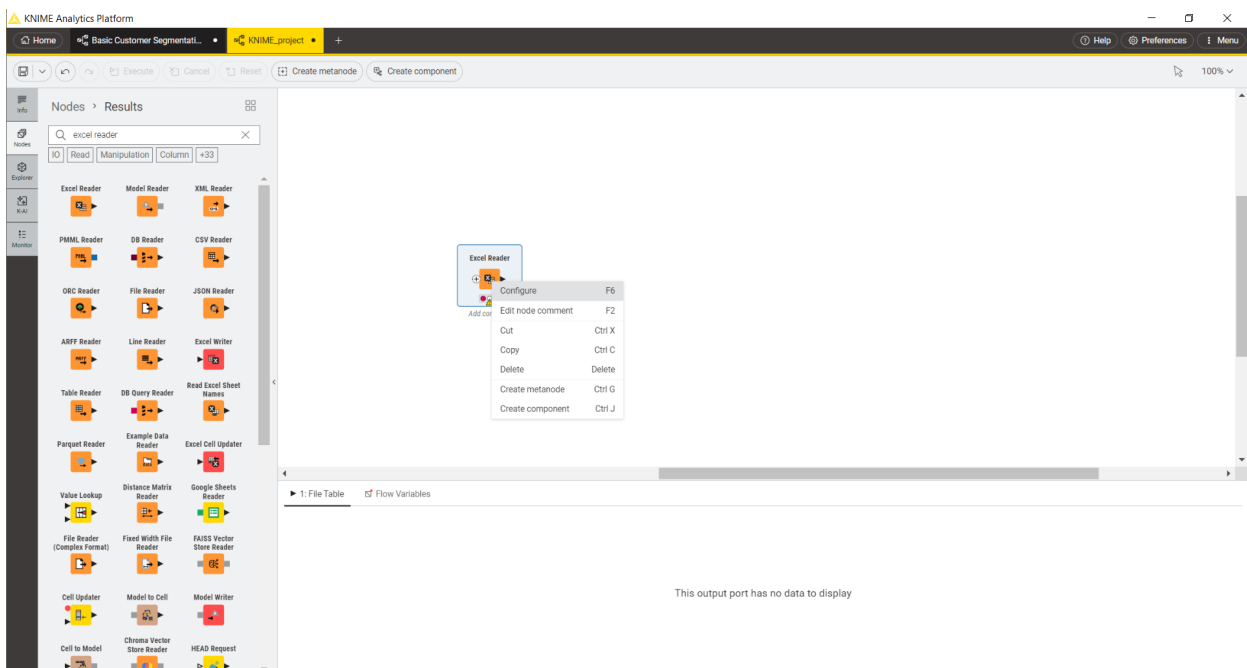 KNIME Analytics Platform
Home
Basic Customer Segmentati...
KNIME_project
Help
Preferences
Menu
Execute
Cancel
Reset
Create metanode
Create component
100%
Info
Nodes
Explorer
K-AI
Monitor
Nodes > Results
excel reader
IO Read Manipulation Column +33
Excel Reader Model Reader XML Reader
PMML Reader DB Reader CSV Reader
ORC Reader File Reader JSON Reader
ARFF Reader Line Reader Excel Writer
Table Reader DB Query Reader Read Excel Sheet
Names
Parquet Reader Example Data
Reader Excel Cell Updater
Value Lookup Distance Matrix
Reader Google Sheets
Reader
File Reader
(Complex Format) Fixed Width File
Reader FAISS Vector
Store Reader
Cell Updater Model to Cell Model Writer
Cell to Model Chroma Vector
Store Reader HEAD Request
Excel Reader
Add co
Configure F6
Edit node comment F2
Cut Ctrl X
Copy Ctrl C
Delete Delete
Create metanode Ctrl G
Create component Ctrl J
1: File Table
Flow Variables
This output port has no data to display